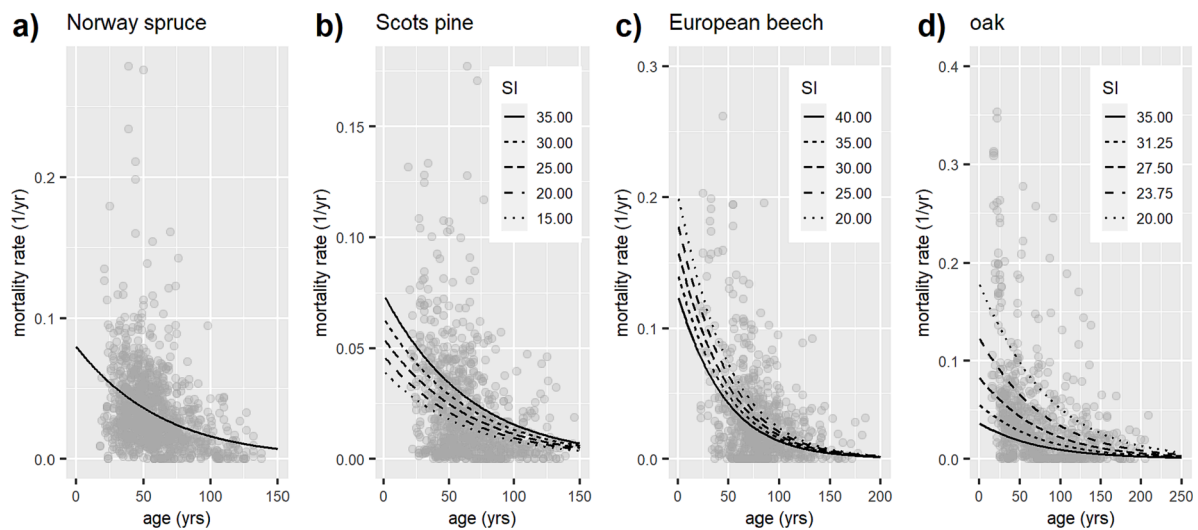 a) Norway spruce
mortality rate (1/yr)
0.2
0.1
0.0
0 50 100 150
age (yrs)
b) Scots pine
mortality rate (1/yr)
0.15
0.10
0.05
0.00
0 50 100 150
age (yrs)
SI
35.00
30.00
25.00
20.00
15.00
c) European beech
mortality rate (1/yr)
0.3
0.2
0.1
0.0
0 50 100 150 200
age (yrs)
SI
40.00
35.00
30.00
25.00
20.00
d) oak
mortality rate (1/yr)
0.4
0.3
0.2
0.1
0.0
0 50 100 150 200 250
age (yrs)
SI
35.00
31.25
27.50
23.75
20.00